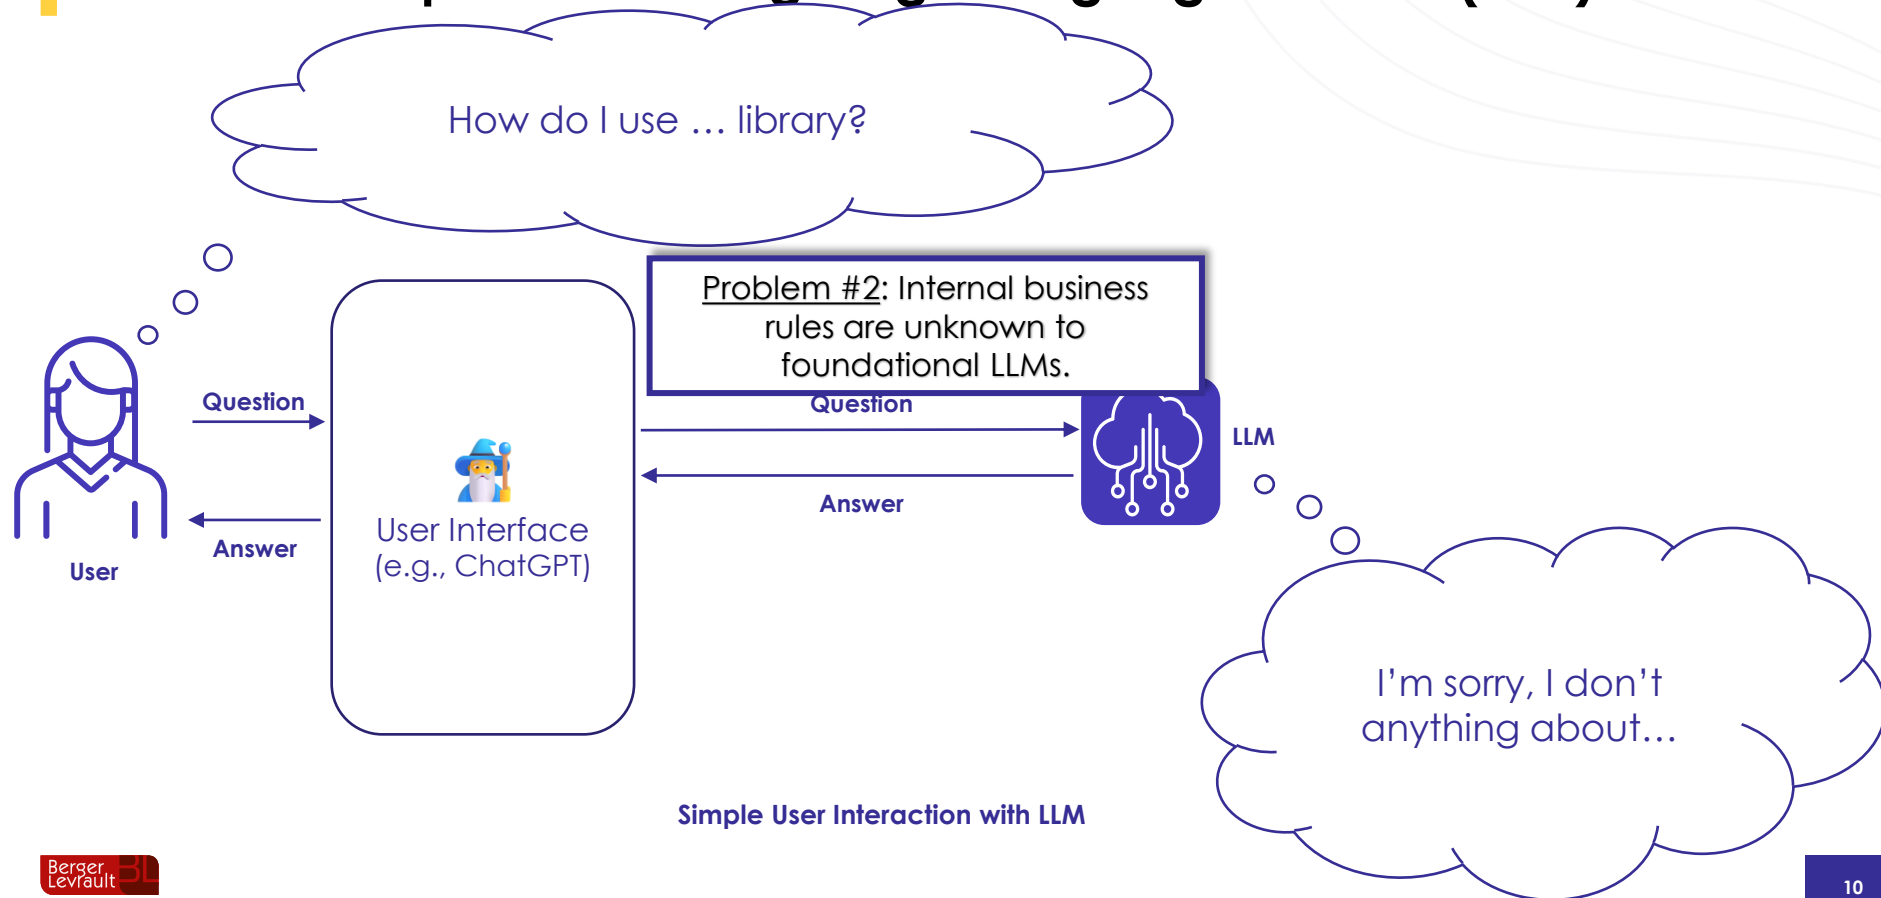 How do I use … library?
Problem #2: Internal business
rules are unknown to
foundational LLMs.
Question
Question
LLM
Answer
User Interface
(e.g., ChatGPT)
Answer
User
I'm sorry, I don't
anything about…
Simple User Interaction with LLM
Berger
Levrault
BL
10